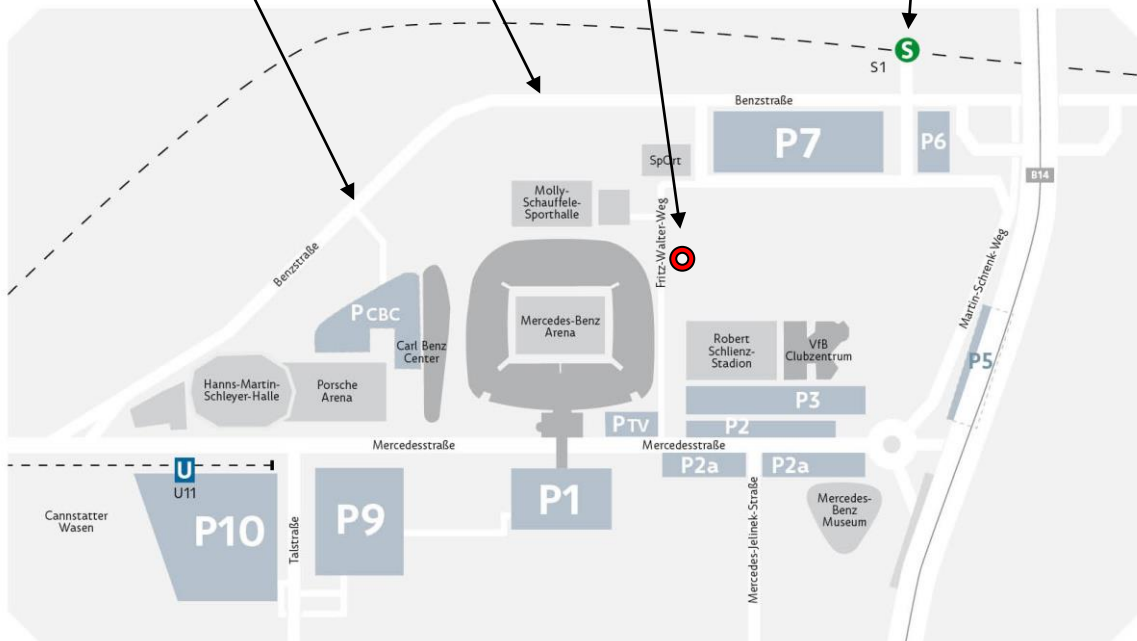 S
S1
Benzstraße
P7
P6
SpOrt
B14
Molly-
Schauffele-
Sporthalle
Fritz-Walter-Weg
Benzstraße
Martin-Schrenk-Weg
P CBC
Mercedes-Benz
Arena
Carl Benz
Center
Robert
Schlienz-
Stadion
VfB
Clubzentrum
P5
Hanns-Martin-
Schleyer-Halle
Porsche
Arena
P3
PTV
P2
Mercedesstraße
Mercedesstraße
U
U11
P2a
P2a
Cannstatter
Wasen
P10
Talstraße
P9
P1
Mercedes-Jelinek-Straße
Mercedes-
Benz
Museum